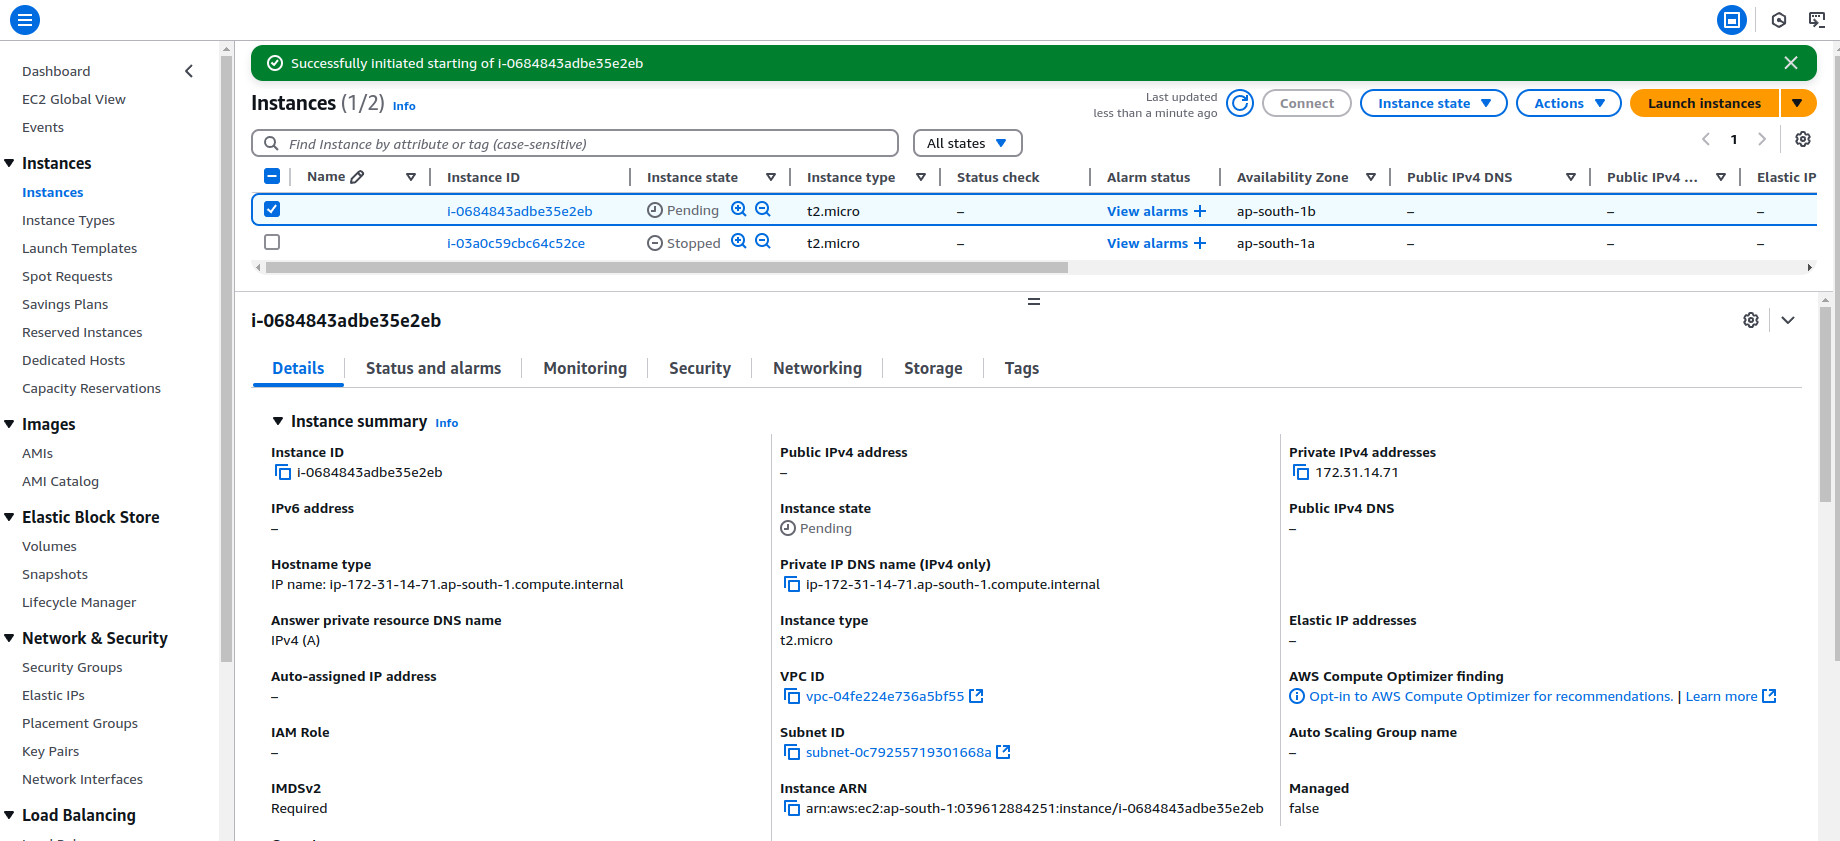 Dashboard
EC2 Global View
Events
Instances
Instances
Instance Types
Launch Templates
Spot Requests
Savings Plans
Reserved Instances
Dedicated Hosts
Capacity Reservations
Images
AMIs
AMI Catalog
Elastic Block Store
Volumes
Snapshots
Lifecycle Manager
Network & Security
Security Groups
Elastic IPs
Placement Groups
Key Pairs
Network Interfaces
Load Balancing
Successfully initiated starting of i-0684843adbe35e2eb
Instances (1/2) Info
Last updated
less than a minute ago
Connect
Instance state
Actions
Launch instances
Find Instance by attribute or tag (case-sensitive)
All states
1
Name Instance ID Instance state Instance type Status check Alarm status Availability Zone Public IPv4 DNS Public IPv4 ... Elastic IP
i-0684843adbe35e2eb Pending t2.micro – View alarms + ap-south-1b – – –
i-03a0c59cbc64c52ce Stopped t2.micro – View alarms + ap-south-1a – – –
i-0684843adbe35e2eb
Details Status and alarms Monitoring Security Networking Storage Tags
Instance summary Info
Instance ID
i-0684843adbe35e2eb
Public IPv4 address
–
Private IPv4 addresses
172.31.14.71
IPv6 address
–
Instance state
Pending
Public IPv4 DNS
–
Hostname type
IP name: ip-172-31-14-71.ap-south-1.compute.internal
Private IP DNS name (IPv4 only)
ip-172-31-14-71.ap-south-1.compute.internal
Answer private resource DNS name
IPv4 (A)
Instance type
t2.micro
Elastic IP addresses
–
Auto-assigned IP address
–
VPC ID
vpc-04fe224e736a5bf55
AWS Compute Optimizer finding
Opt-in to AWS Compute Optimizer for recommendations. | Learn more
IAM Role
–
Subnet ID
subnet-0c79255719301668a
Auto Scaling Group name
–
IMDSv2
Required
Instance ARN
arn:aws:ec2:ap-south-1:039612884251:instance/i-0684843adbe35e2eb
Managed
false